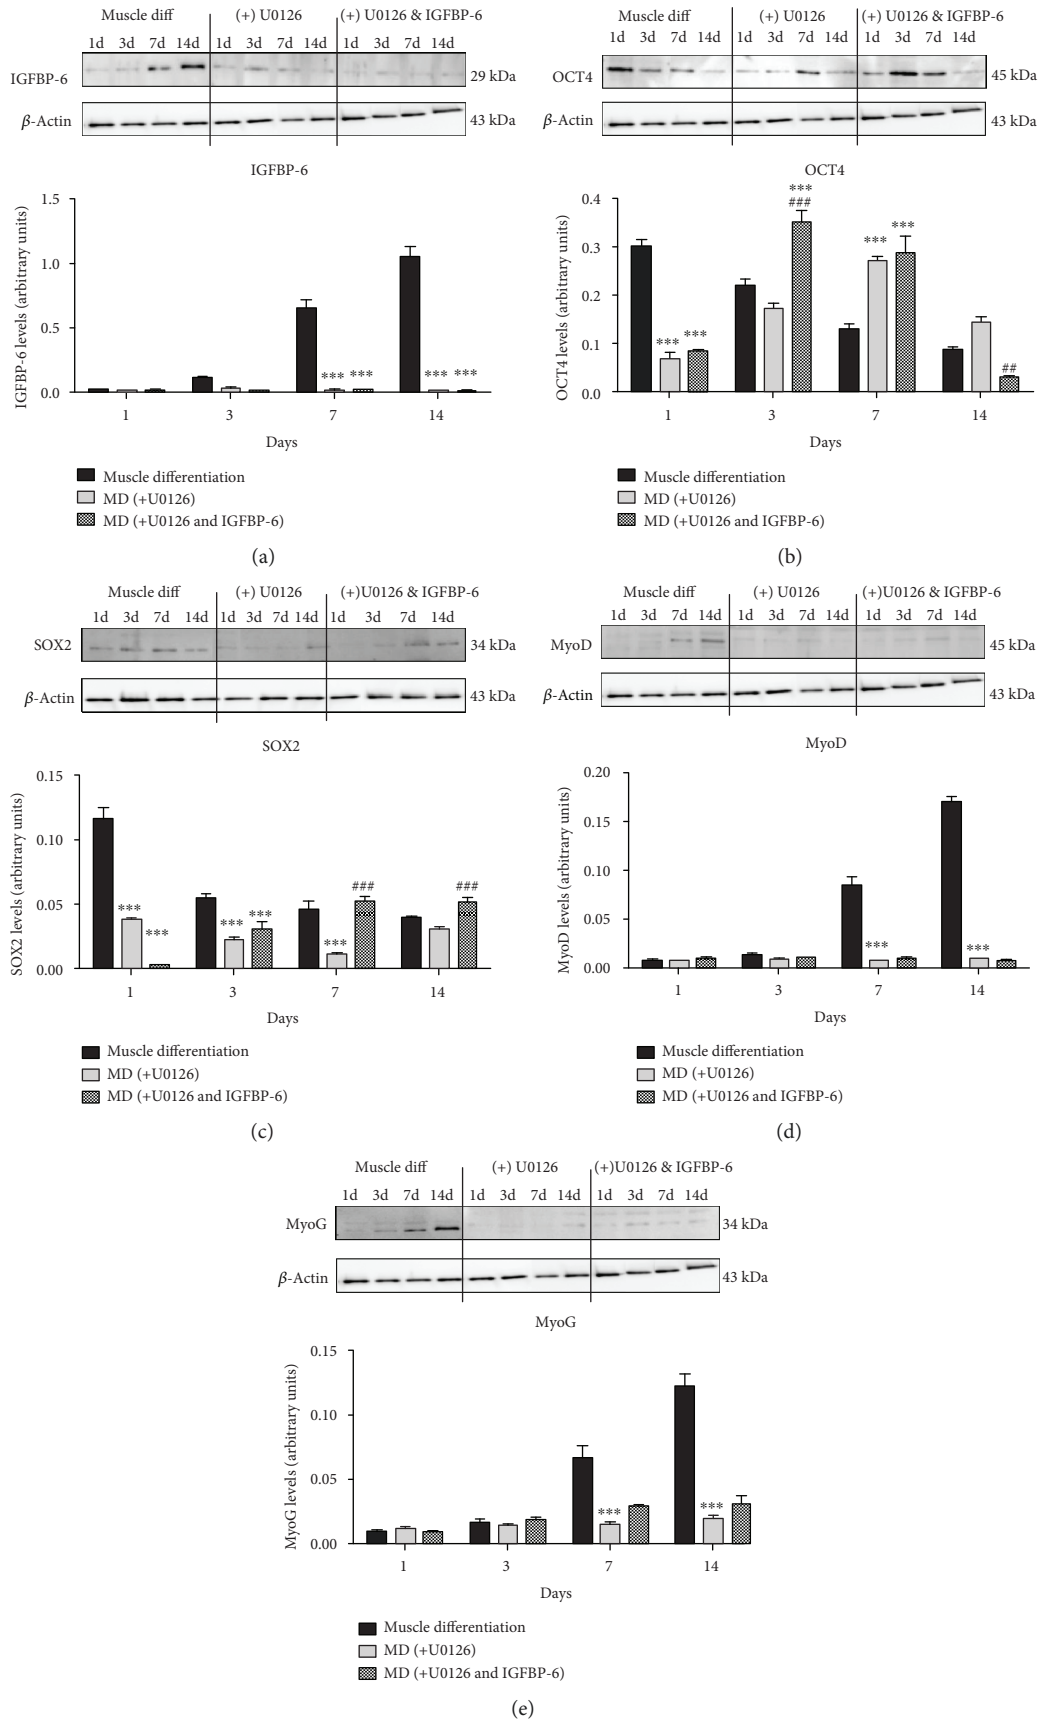 Muscle diff (+) U0126 (+) U0126 & IGFBP-6
1d 3d 7d 14d 1d 3d 7d 14d 1d 3d 7d 14d
IGFBP-6 29 kDa
β-Actin 43 kDa
IGFBP-6
IGFBP-6 levels (arbitrary units)
1.5
1.0
0.5
0.0
*** *** *** ***
1 3 7 14
Days
Muscle differentiation
MD (+U0126)
MD (+U0126 and IGFBP-6)
(a)
Muscle diff (+) U0126 (+) U0126 & IGFBP-6
1d 3d 7d 14d 1d 3d 7d 14d 1d 3d 7d 14d
OCT4 45 kDa
β-Actin 43 kDa
OCT4
OCT4 levels (arbitrary units)
0.4
0.3
0.2
0.1
0.0
*** ***
***
###
*** ***
##
1 3 7 14
Days
Muscle differentiation
MD (+U0126)
MD (+U0126 and IGFBP-6)
(b)
Muscle diff (+) U0126 (+)U0126 & IGFBP-6
1d 3d 7d 14d 1d 3d 7d 14d 1d 3d 7d 14d
SOX2 34 kDa
β-Actin 43 kDa
SOX2
SOX2 levels (arbitrary units)
0.15
0.10
0.05
0.00
*** *** *** *** *** ### ###
1 3 7 14
Days
Muscle differentiation
MD (+U0126)
MD (+U0126 and IGFBP-6)
(c)
Muscle diff (+) U0126 (+)U0126 & IGFBP-6
1d 3d 7d 14d 1d 3d 7d 14d 1d 3d 7d 14d
MyoD 45 kDa
β-Actin 43 kDa
MyoD
MyoD levels (arbitrary units)
0.20
0.15
0.10
0.05
0.00
*** ***
1 3 7 14
Days
Muscle differentiation
MD (+U0126)
MD (+U0126 and IGFBP-6)
(d)
Muscle diff (+) U0126 (+)U0126 & IGFBP-6
1d 3d 7d 14d 1d 3d 7d 14d 1d 3d 7d 14d
MyoG 34 kDa
β-Actin 43 kDa
MyoG
MyoG levels (arbitrary units)
0.15
0.10
0.05
0.00
*** ***
1 3 7 14
Days
Muscle differentiation
MD (+U0126)
MD (+U0126 and IGFBP-6)
(e)